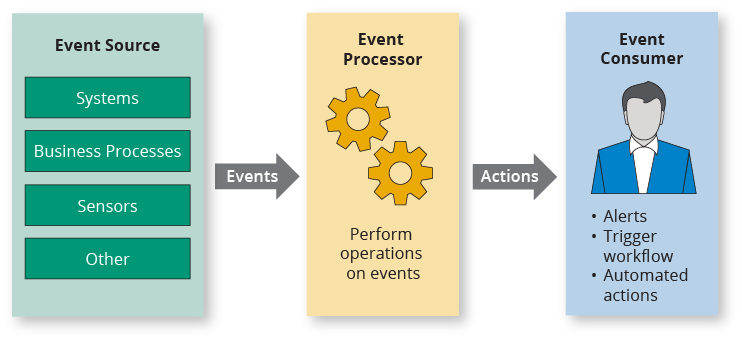 Event Source
Systems
Business Processes
Sensors
Other
Events
Event
Processor
Perform
operations
on events
Actions
Event
Consumer
• Alerts
• Trigger
workflow
• Automated
actions